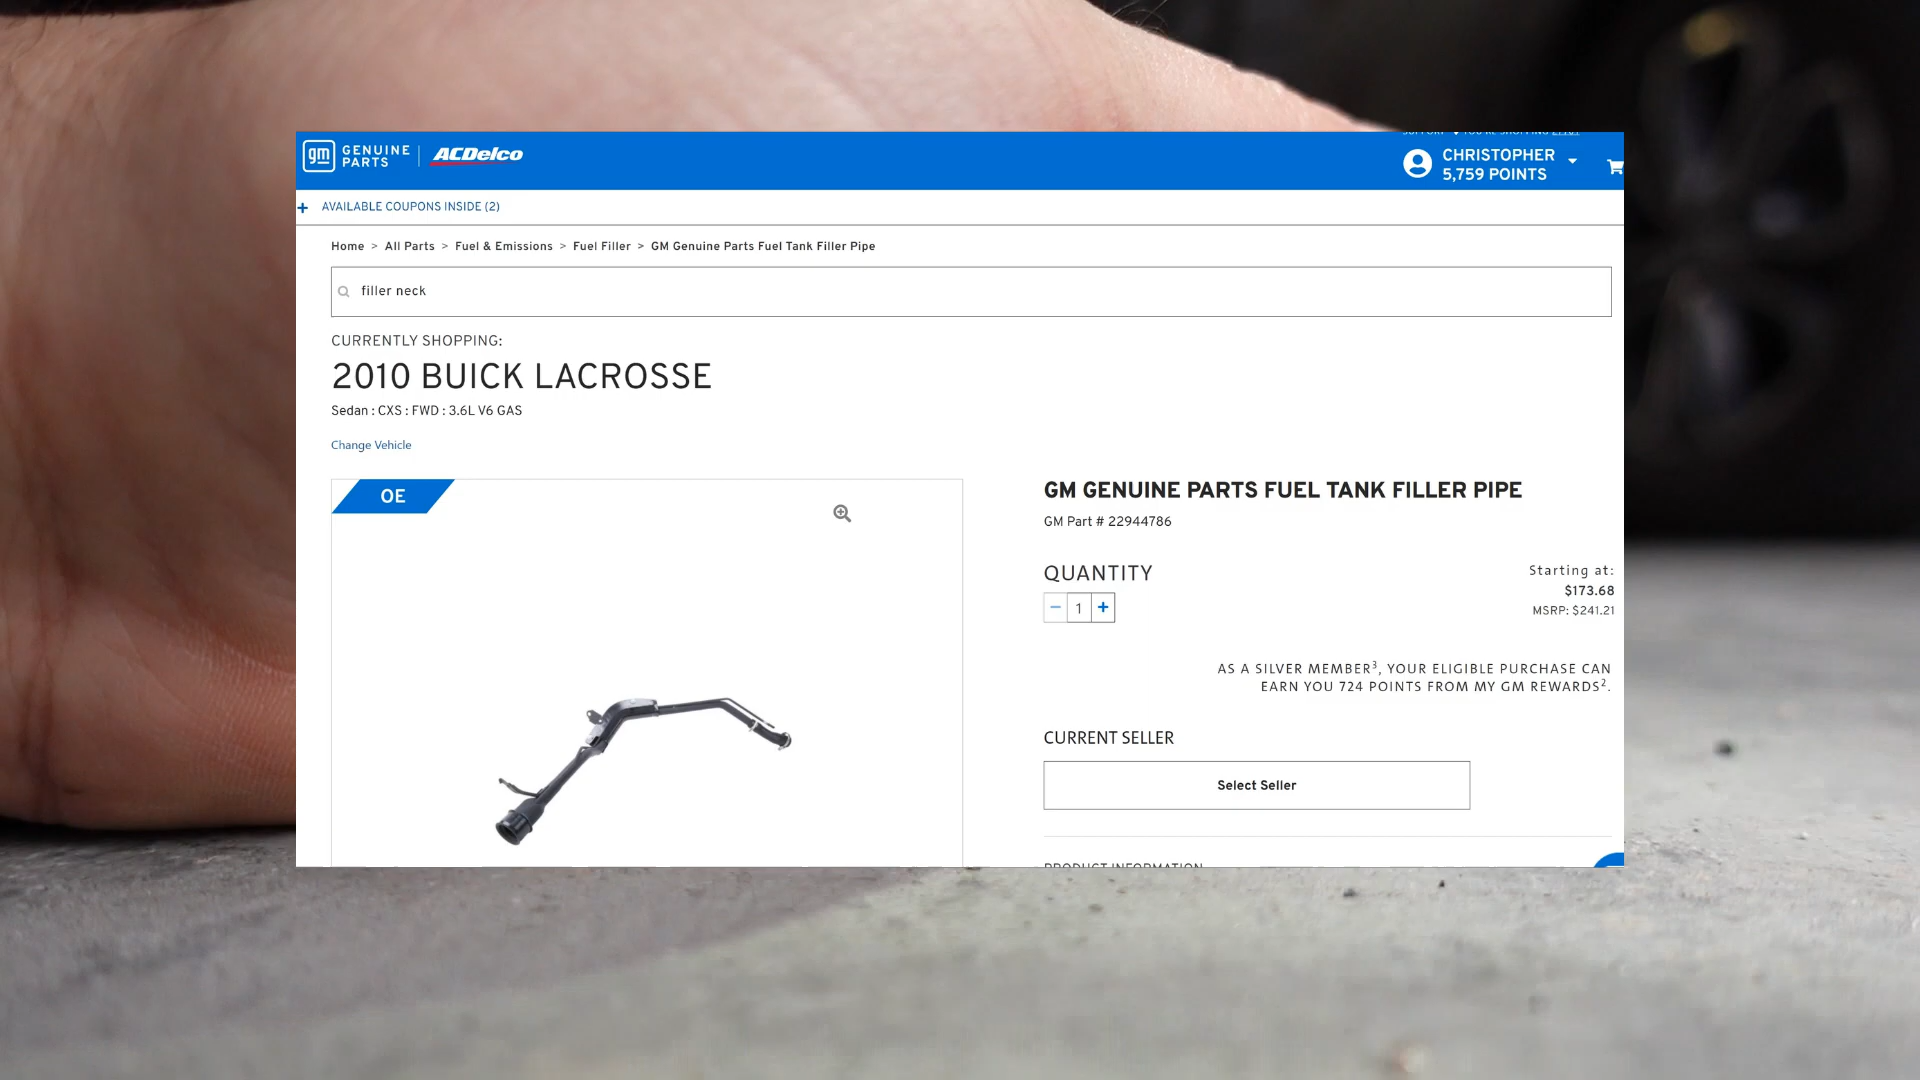 gm GENUINE PARTS | ACDelco
CHRISTOPHER
5,759 POINTS
+ AVAILABLE COUPONS INSIDE (2)
Home > All Parts > Fuel & Emissions > Fuel Filler > GM Genuine Parts Fuel Tank Filler Pipe
filler neck
CURRENTLY SHOPPING:
2010 BUICK LACROSSE
Sedan : CXS : FWD : 3.6L V6 GAS
Change Vehicle
OE
GM GENUINE PARTS FUEL TANK FILLER PIPE
GM Part # 22944786
QUANTITY
− 1 +
Starting at:
$173.68
MSRP: $241.21
AS A SILVER MEMBER³, YOUR ELIGIBLE PURCHASE CAN
EARN YOU 724 POINTS FROM MY GM REWARDS².
CURRENT SELLER
Select Seller
PRODUCT INFORMATION